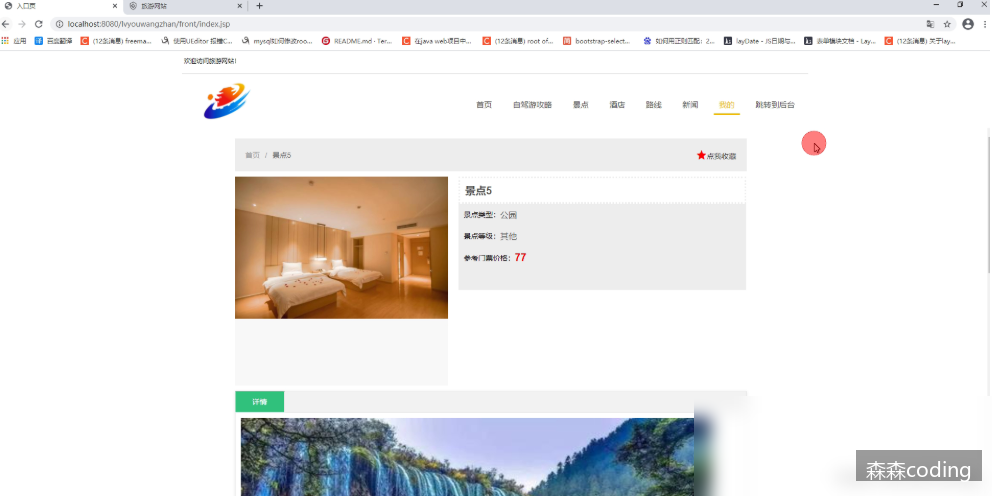 入口页
旅游网站
localhost:8080/lvyouwangzhan/front/index.jsp
应用 百度翻译 (12条消息) freema... 使用UEditor 报错C... mysql如何修改roo... README.md · Ter... 在java web项目中... (12条消息) root of... bootstrap-select... 如何用正则匹配：2... layDate - JS日期与... 表单模块文档 - Lay... (12条消息) 关于lay...
欢迎访问旅游网站!
首页 自驾游攻略 景点 酒店 路线 新闻 我的 跳转到后台
首页 / 景点5
点我收藏
景点5
景点类型: 公园
景点等级: 其他
参考门票价格: 77
详情
森森coding